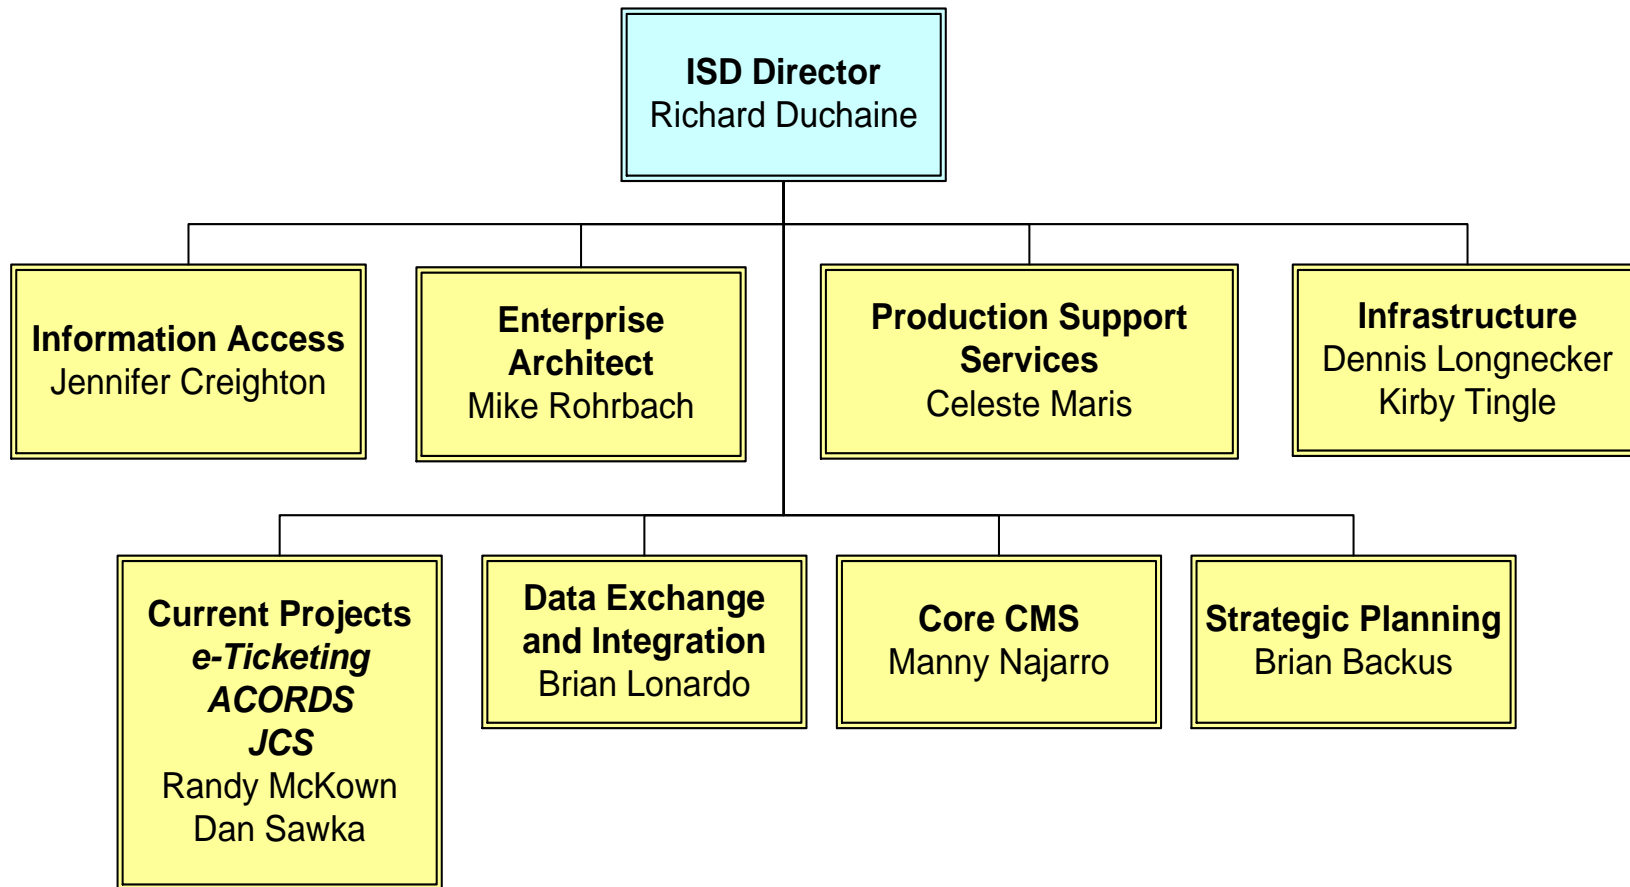 ISD Director
Richard Duchaine
Information Access
Jennifer Creighton
Enterprise
Architect
Mike Rohrbach
Production Support
Services
Celeste Maris
Infrastructure
Dennis Longnecker
Kirby Tingle
Current Projects
e-Ticketing
ACORDS
JCS
Randy McKown
Dan Sawka
Data Exchange
and Integration
Brian Lonardo
Core CMS
Manny Najarro
Strategic Planning
Brian Backus